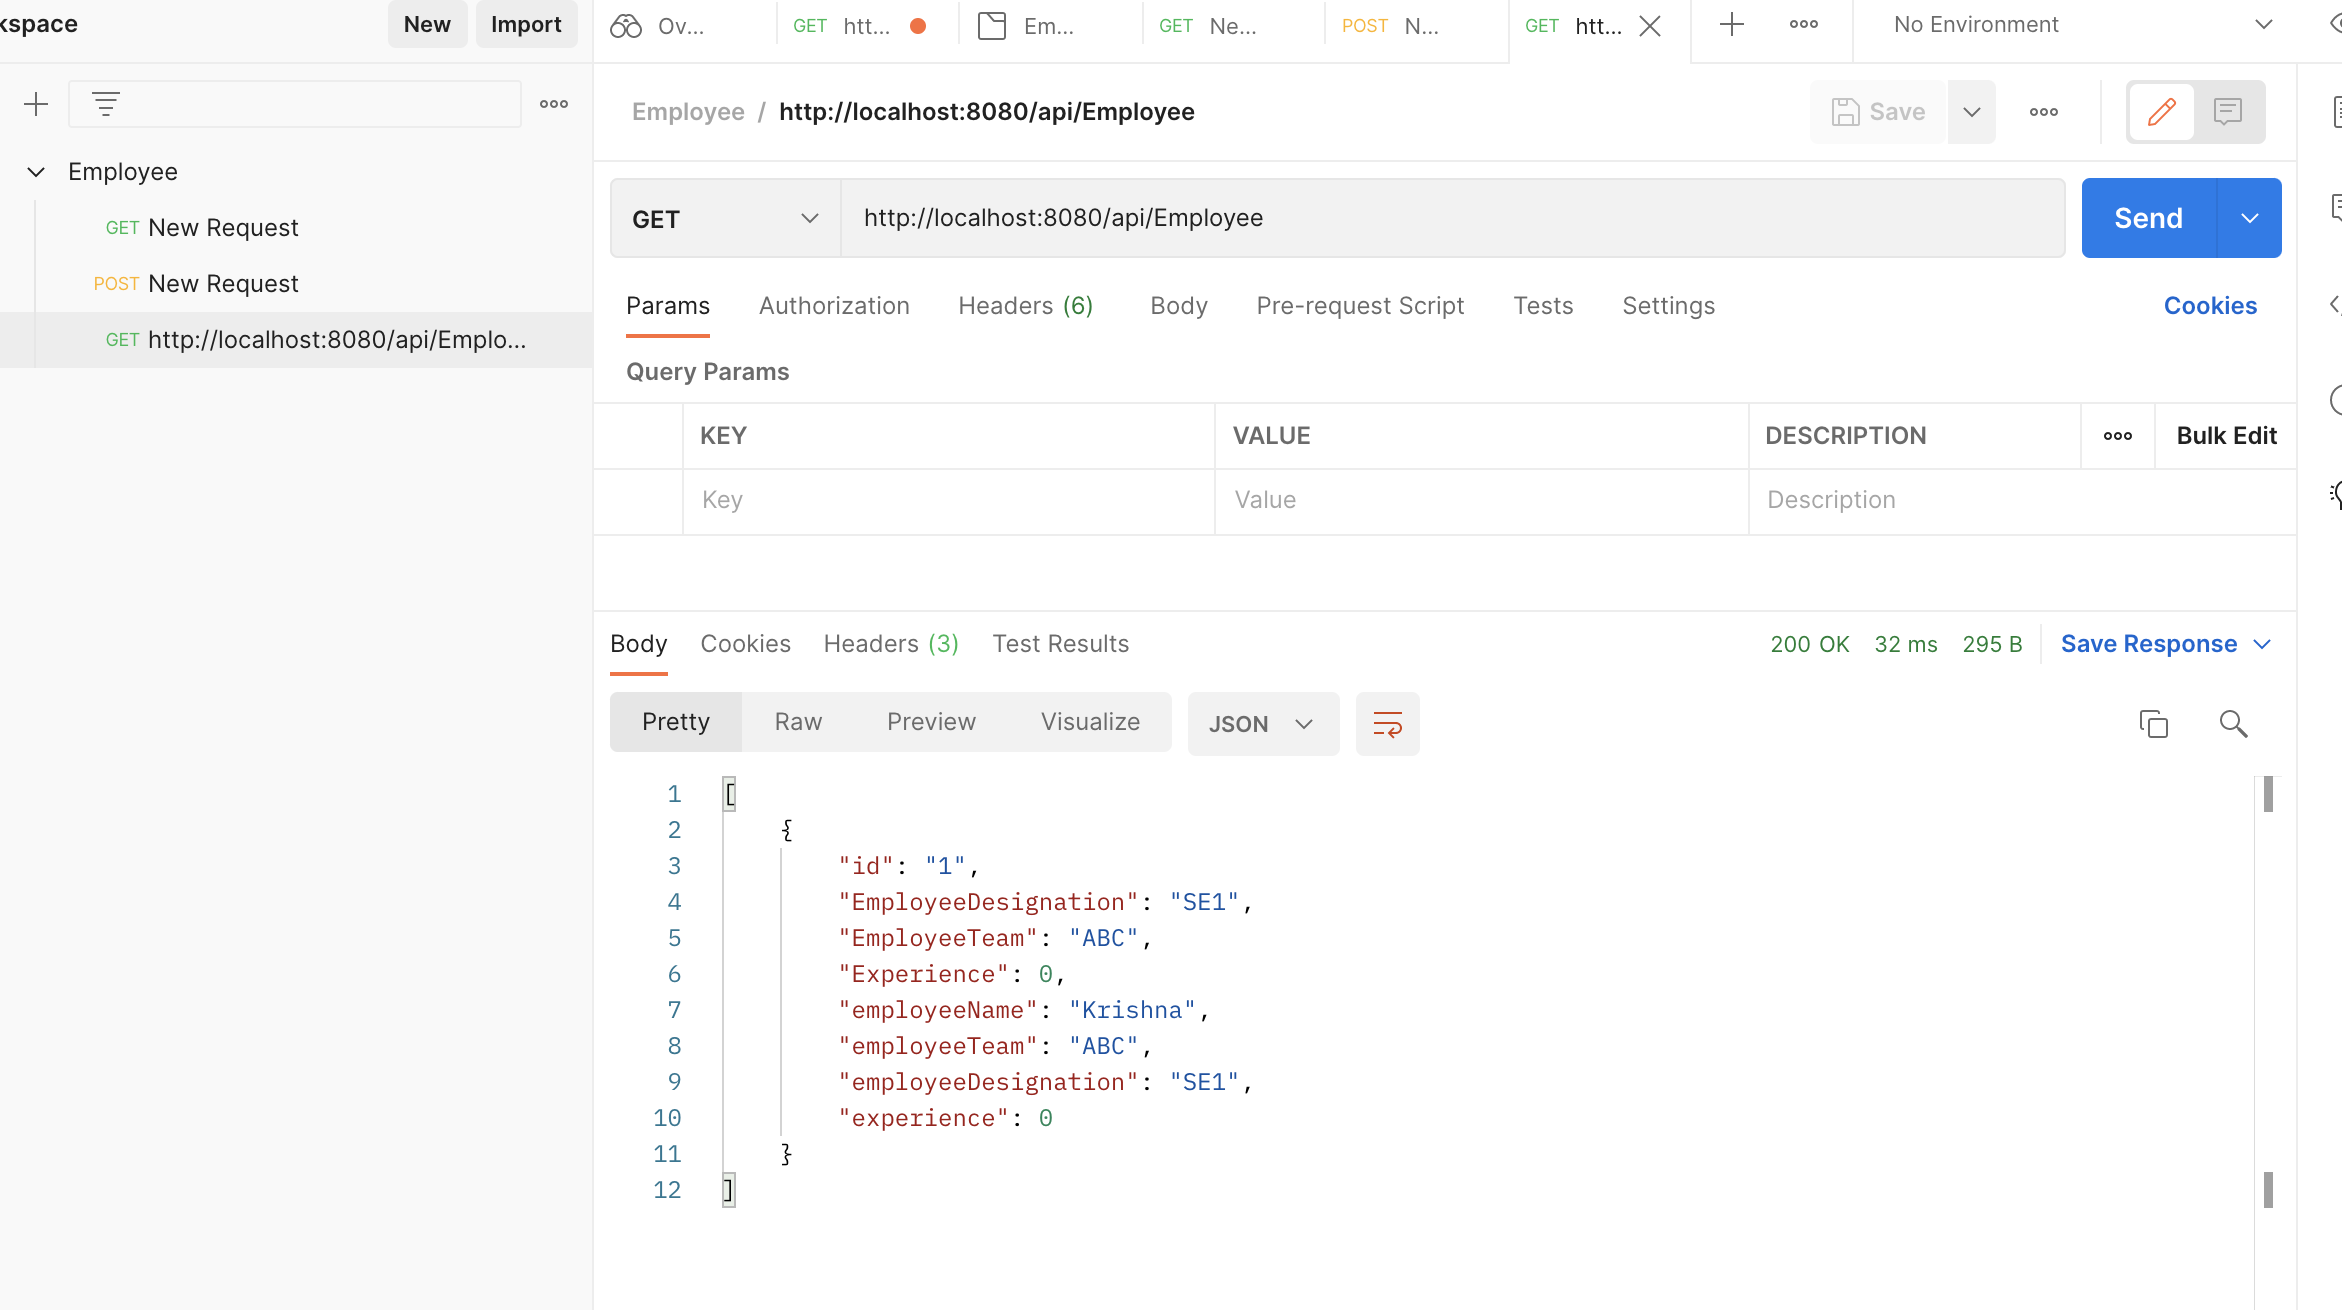 kspace
New
Import
Ov...
GET htt...
Em...
GET Ne...
POST N...
GET htt...
No Environment
Employee
GET New Request
POST New Request
GET http://localhost:8080/api/Emplo...
Employee / http://localhost:8080/api/Employee
Save
GET
http://localhost:8080/api/Employee
Send
Params
Authorization
Headers (6)
Body
Pre-request Script
Tests
Settings
Cookies
Query Params
KEY
VALUE
DESCRIPTION
Bulk Edit
Key
Value
Description
Body
Cookies
Headers (3)
Test Results
200 OK
32 ms
295 B
Save Response
Pretty
Raw
Preview
Visualize
JSON
1 [
2 {
3 "id": "1",
4 "EmployeeDesignation": "SE1",
5 "EmployeeTeam": "ABC",
6 "Experience": 0,
7 "employeeName": "Krishna",
8 "employeeTeam": "ABC",
9 "employeeDesignation": "SE1",
10 "experience": 0
11 }
12 ]